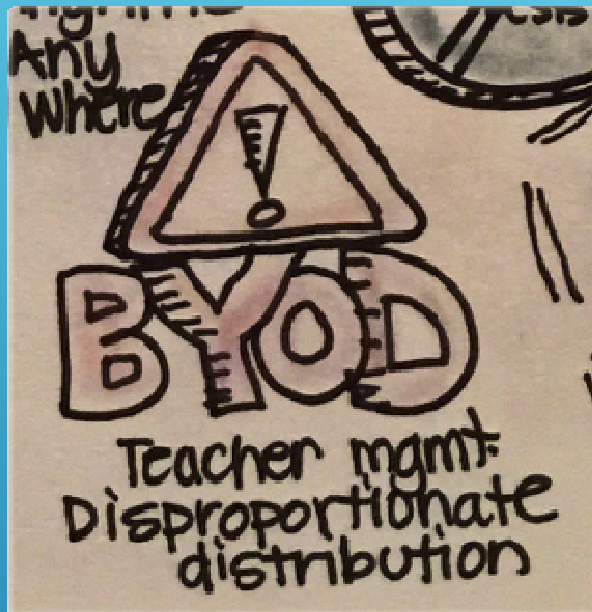 Any
Where
!
BYOD
Teacher mgmt.
Disproportionate
distribution